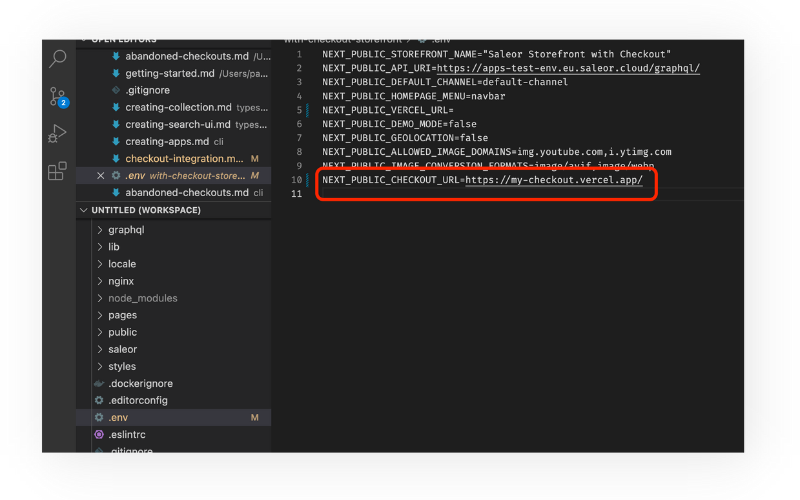 OPEN EDITORS
abandoned-checkouts.md /U...
getting-started.md /Users/pa...
.gitignore
creating-collection.md types...
creating-search-ui.md types...
creating-apps.md cli
checkout-integration.m... M
.env with-checkout-store... M
abandoned-checkouts.md cli
UNTITLED (WORKSPACE)
graphql
lib
locale
nginx
node_modules
pages
public
saleor
styles
.dockerignore
.editorconfig
.env M
.eslintrc
.gitignore
2
with-checkout-storefront > .env
1 NEXT_PUBLIC_STOREFRONT_NAME="Saleor Storefront with Checkout"
2 NEXT_PUBLIC_API_URI=https://apps-test-env.eu.saleor.cloud/graphql/
3 NEXT_PUBLIC_DEFAULT_CHANNEL=default-channel
4 NEXT_PUBLIC_HOMEPAGE_MENU=navbar
5 NEXT_PUBLIC_VERCEL_URL=
6 NEXT_PUBLIC_DEMO_MODE=false
7 NEXT_PUBLIC_GEOLOCATION=false
8 NEXT_PUBLIC_ALLOWED_IMAGE_DOMAINS=img.youtube.com,i.ytimg.com
9 NEXT_PUBLIC_IMAGE_CONVERSION_FORMATS=image/avif,image/webp
10 NEXT_PUBLIC_CHECKOUT_URL=https://my-checkout.vercel.app/
11